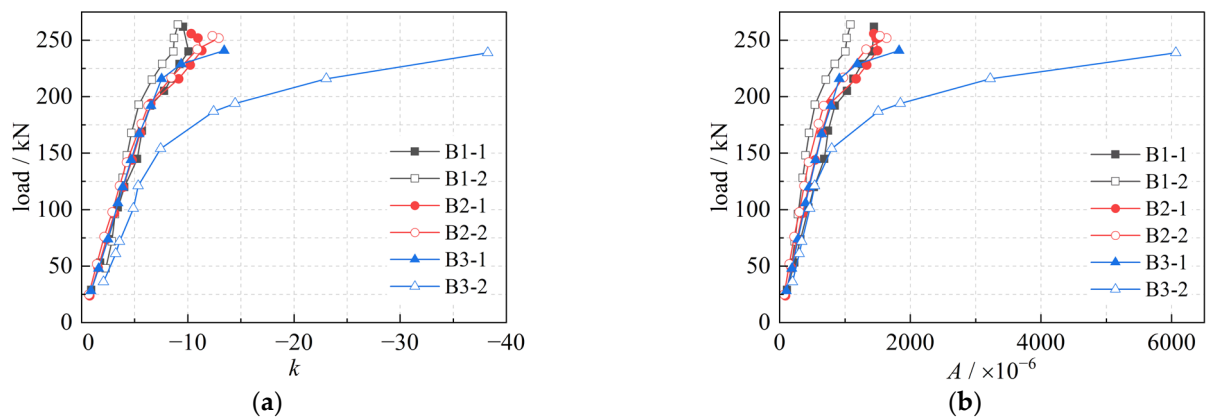 load / kN
250
200
150
100
50
0
B1-1
B1-2
B2-1
B2-2
B3-1
B3-2
0 −10 −20 −30 −40
k
(a)
load / kN
250
200
150
100
50
0
B1-1
B1-2
B2-1
B2-2
B3-1
B3-2
0 2000 4000 6000
A / ×10⁻⁶
(b)